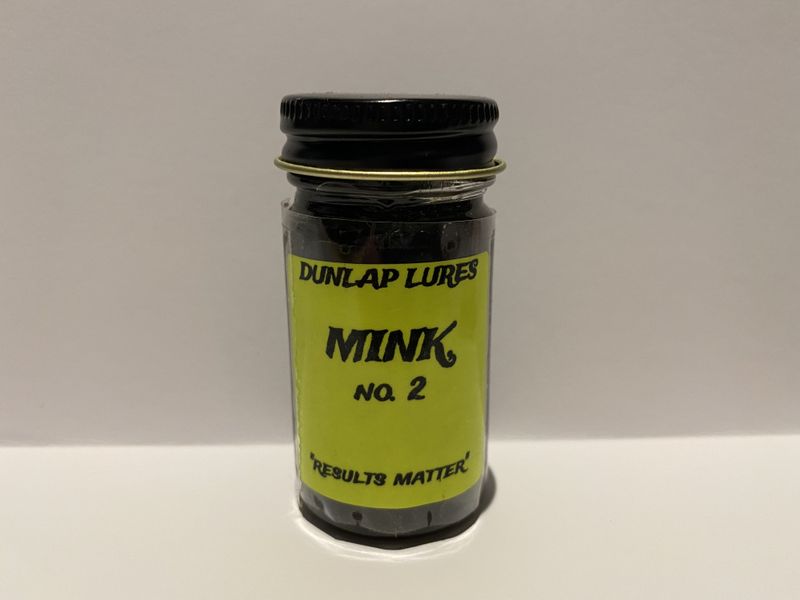 DUNLAP LURES
MINK
NO. 2
"RESULTS MATTER"